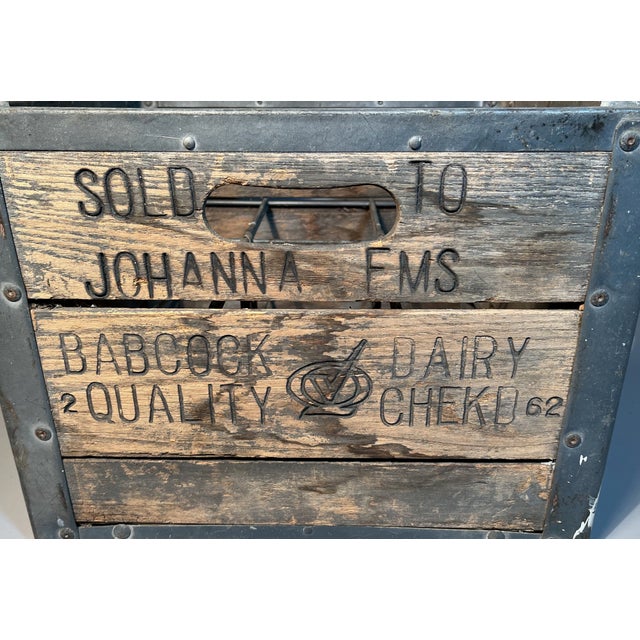 SOLD TO
JOHANNA FMS
BABCOCK DAIRY
2 QUALITY CHEKD 62